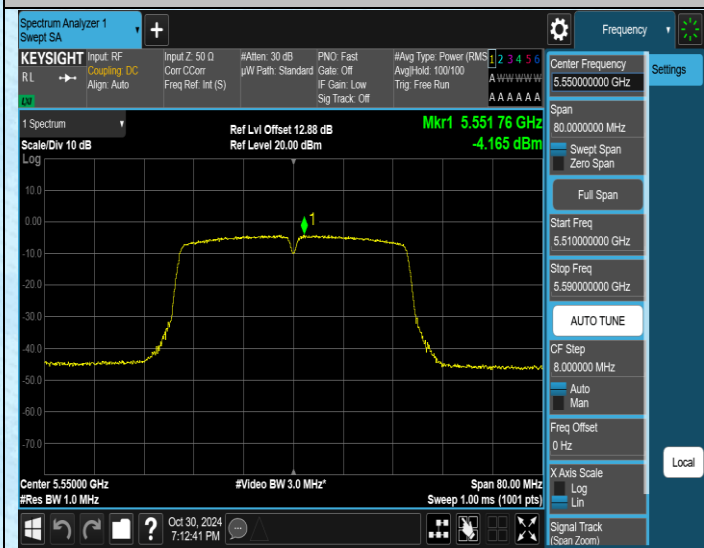 Spectrum Analyzer 1
Swept SA
Frequency
KEYSIGHT
RL
LXI
Input: RF
Coupling: DC
Align: Auto
Input Z: 50 Ω
Corr CCorr
Freq Ref: Int (S)
#Atten: 30 dB
µW Path: Standard
PNO: Fast
Gate: Off
IF Gain: Low
Sig Track: Off
#Avg Type: Power (RMS
Avg|Hold: 100/100
Trig: Free Run
1 2 3 4 5 6
A W W W W W
A A A A A A
1 Spectrum
Scale/Div 10 dB
Ref Lvl Offset 12.88 dB
Ref Level 20.00 dBm
Mkr1 5.551 76 GHz
-4.165 dBm
Log
10.0
0.00
-10.0
-20.0
-30.0
-40.0
-50.0
-60.0
-70.0
1
Center 5.55000 GHz
#Res BW 1.0 MHz
#Video BW 3.0 MHz*
Span 80.00 MHz
Sweep 1.00 ms (1001 pts)
Center Frequency
5.550000000 GHz
Settings
Span
80.0000000 MHz
Swept Span
Zero Span
Full Span
Start Freq
5.510000000 GHz
Stop Freq
5.590000000 GHz
AUTO TUNE
CF Step
8.000000 MHz
Auto
Man
Freq Offset
0 Hz
X Axis Scale
Log
Lin
Local
Signal Track
(Span Zoom)
?
Oct 30, 2024
7:12:41 PM